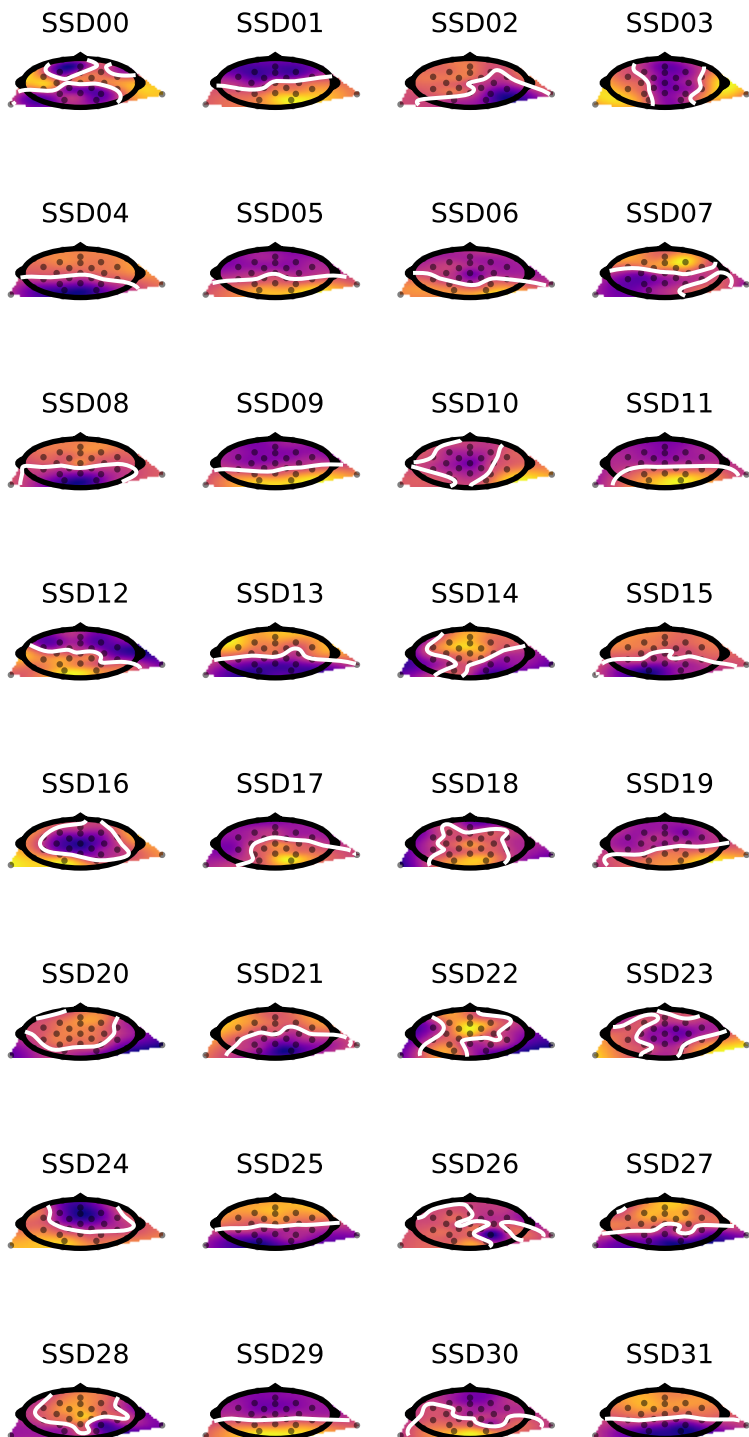 SSD00 SSD01 SSD02 SSD03
SSD04 SSD05 SSD06 SSD07
SSD08 SSD09 SSD10 SSD11
SSD12 SSD13 SSD14 SSD15
SSD16 SSD17 SSD18 SSD19
SSD20 SSD21 SSD22 SSD23
SSD24 SSD25 SSD26 SSD27
SSD28 SSD29 SSD30 SSD31